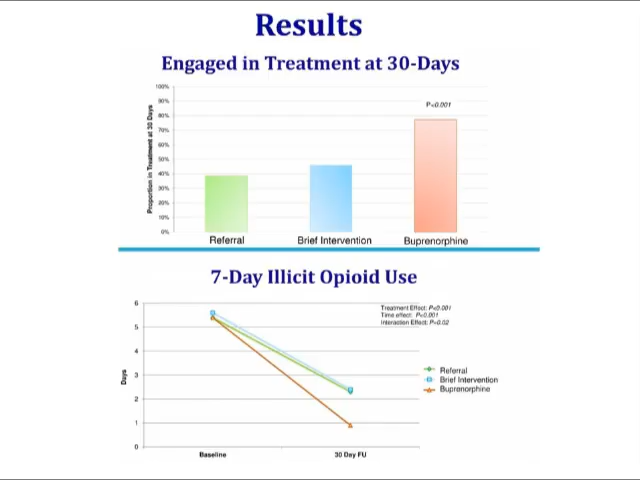 Results
Engaged in Treatment at 30-Days
100%
90%
80%
70%
60%
50%
40%
30%
20%
10%
0%
Proportion in Treatment at 30 Days
P<0.001
Referral Brief Intervention Buprenorphine
7-Day Illicit Opioid Use
6
5
4
3
2
1
0
Days
Treatment Effect: P<0.001
Time effect: P<0.001
Interaction Effect: P=0.02
Referral
Brief Intervention
Buprenorphine
Baseline 30 Day FU